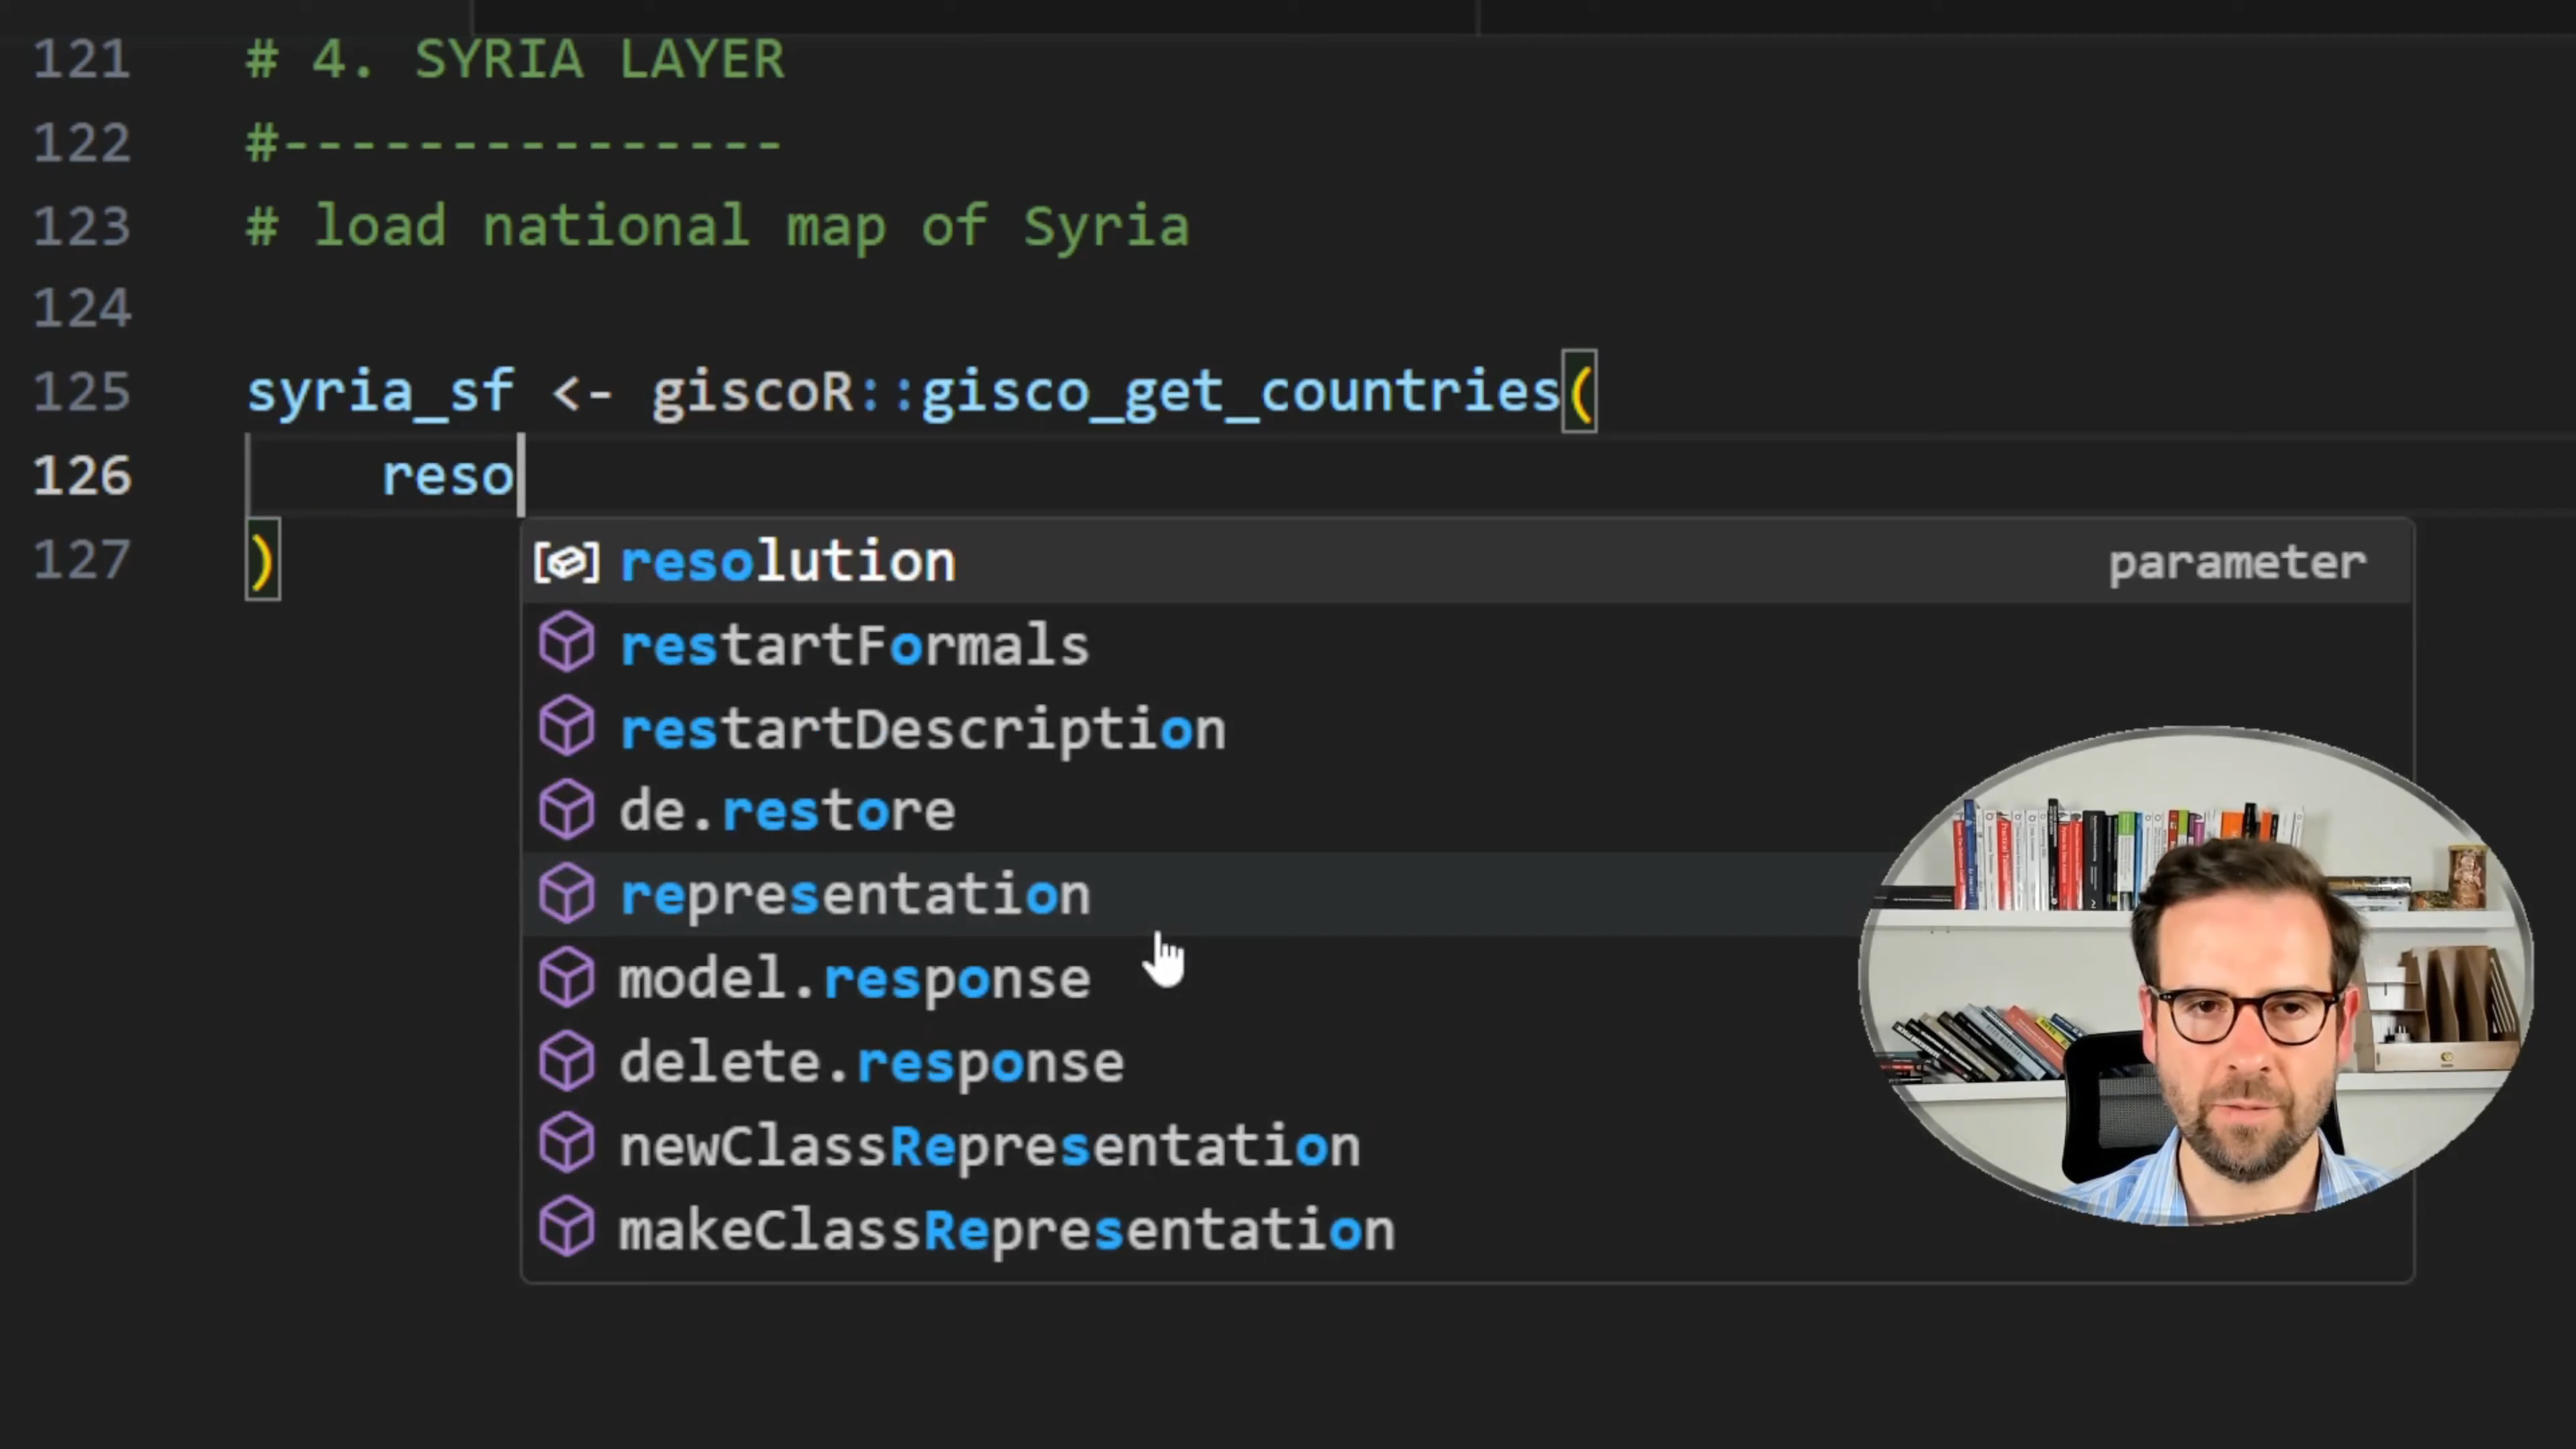 121 # 4. SYRIA LAYER
122 #---------------
123 # load national map of Syria
124
125 syria_sf <- giscoR::gisco_get_countries(
126 reso
127 )
resolution parameter
restartFormals
restartDescription
de.restore
representation
model.response
delete.response
newClassRepresentation
makeClassRepresentation